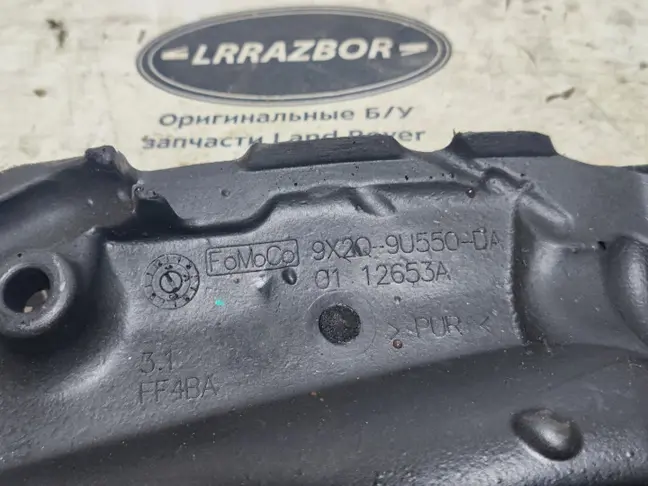 LRRAZBOR
Оригинальные Б/У
запчасти Land Rover
FoMoCo 9X2Q-9U550-DA
01 12653A
>PUR<
3.1
FF4BA